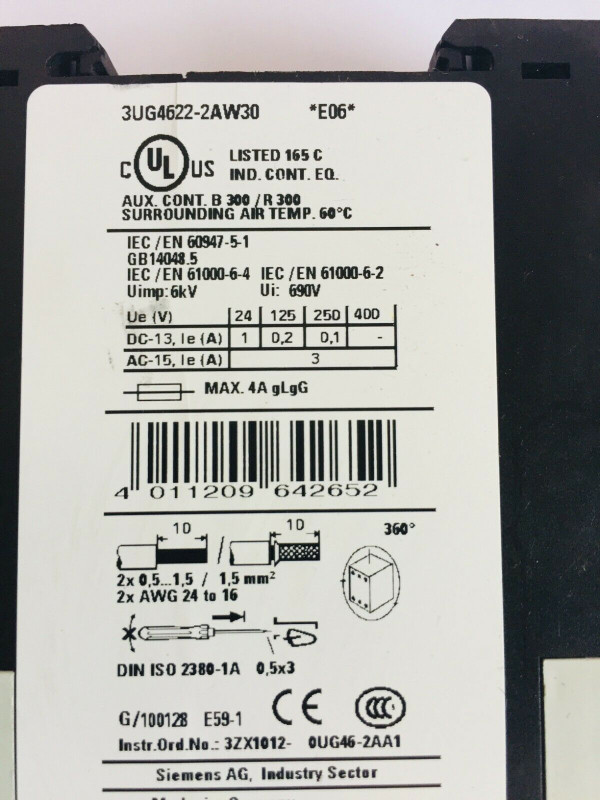 3UG4622-2AW30 *E06*
C UL US LISTED 165 C
IND. CONT. EQ.
AUX. CONT. B 300 / R 300
SURROUNDING AIR TEMP. 60°C
IEC / EN 60947-5-1
GB14048.5
IEC / EN 61000-6-4 IEC / EN 61000-6-2
Uimp: 6kV Ui: 690V
Ue (V) 24 125 250 400
DC-13, Ie (A) 1 0,2 0,1 -
AC-15, Ie (A) 3
MAX. 4A gLgG
4 011209 642652
10 10 360°
/
2x 0,5...1,5 / 1,5 mm²
2x AWG 24 to 16
DIN ISO 2380-1A 0,5x3
G/100128 E59-1 CE CCC
Instr.Ord.No.: 3ZX1012- 0UG46-2AA1
Siemens AG, Industry Sector